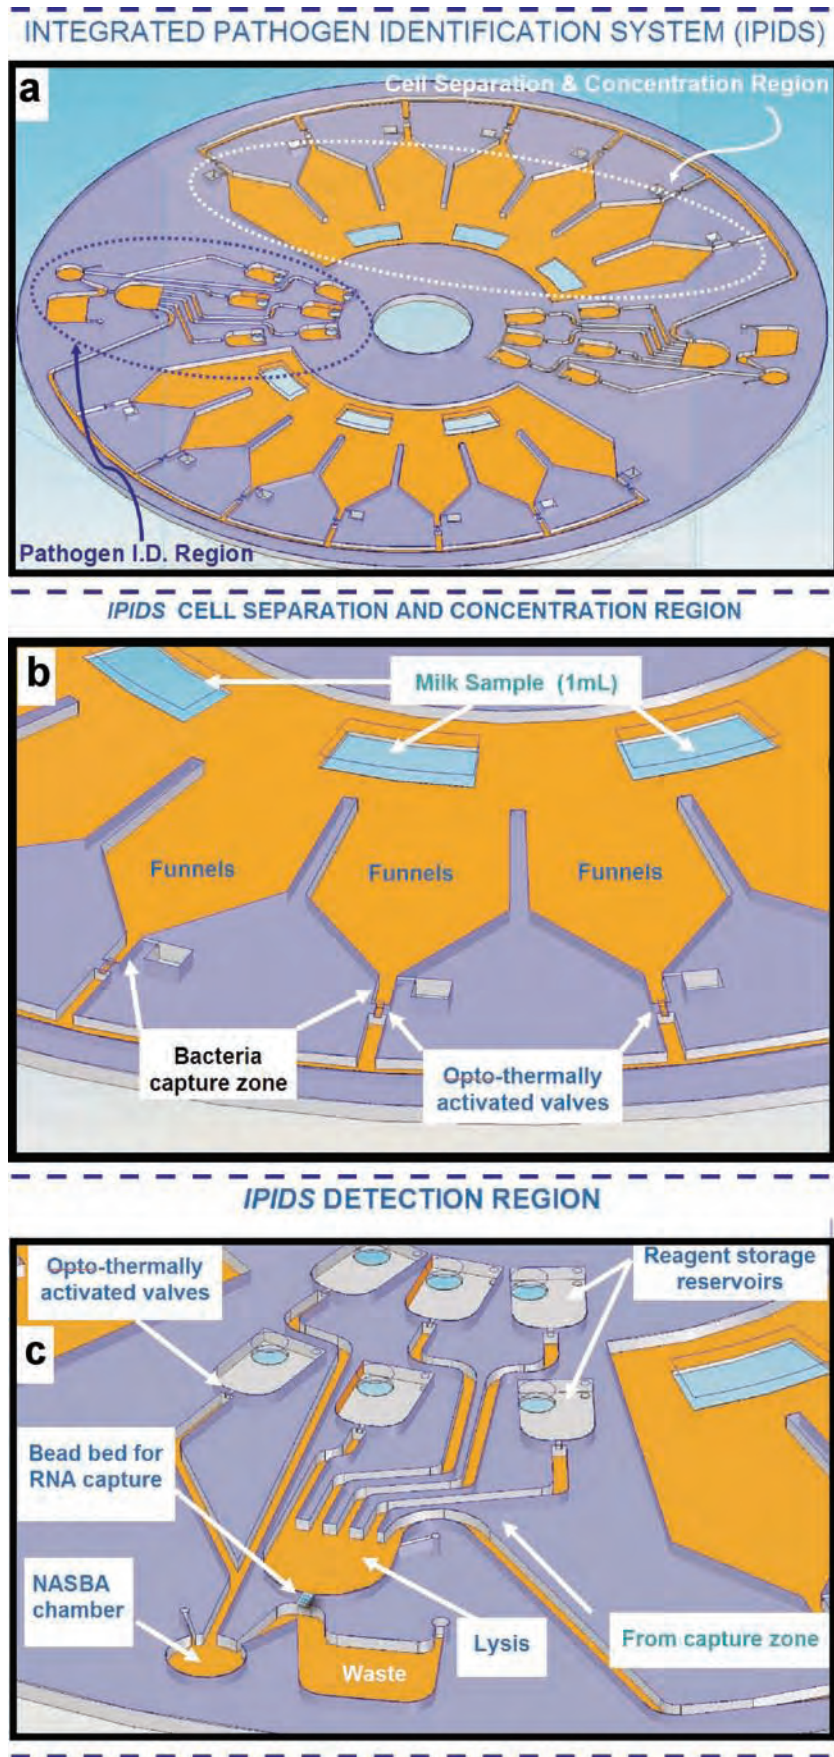 INTEGRATED PATHOGEN IDENTIFICATION SYSTEM (IPIDS)
a
Cell Separation & Concentration Region
Pathogen I.D. Region
IPIDS CELL SEPARATION AND CONCENTRATION REGION
b
Milk Sample (1mL)
Funnels
Funnels
Funnels
Bacteria
capture zone
Opto-thermally
activated valves
IPIDS DETECTION REGION
Opto-thermally
activated valves
Reagent storage
reservoirs
c
Bead bed for
RNA capture
NASBA
chamber
Lysis
From capture zone
Waste